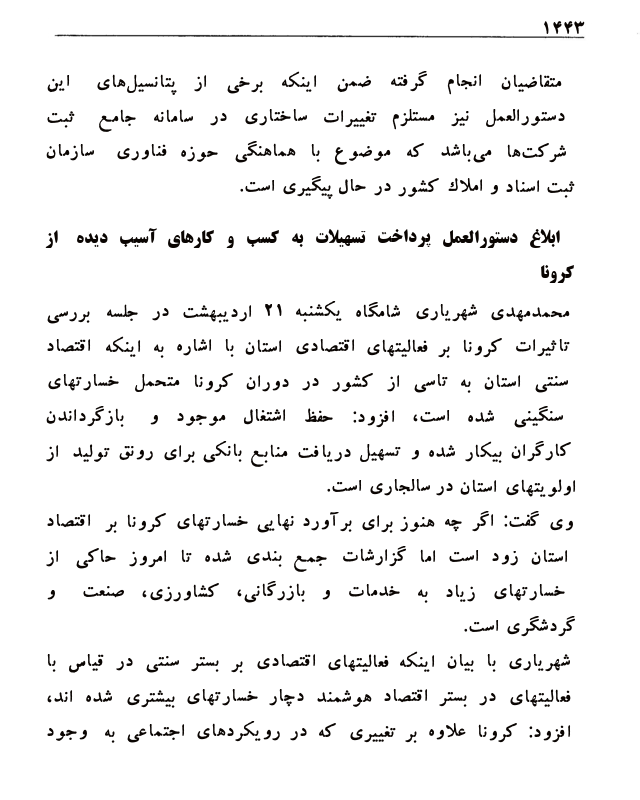 ۱۴۴۳
متقاضیان انجام گرفته ضمن اینکه برخی از پتانسیل‌های این
دستورالعمل نیز مستلزم تغییرات ساختاری در سامانه جامع ثبت
شرکت‌ها می‌باشد که موضوع با هماهنگی حوزه فناوری سازمان
ثبت اسناد و املاك کشور در حال پیگیری است.
ابلاغ دستورالعمل پرداخت تسهیلات به کسب و کارهای آسیب دیده از
کرونا
محمدمهدی شهریاری شامگاه یکشنبه ۲۱ اردیبهشت در جلسه بررسی
تاثیرات کرونا بر فعالیتهای اقتصادی استان با اشاره به اینکه اقتصاد
سنتی استان به تاسی از کشور در دوران کرونا متحمل خسارتهای
سنگینی شده است، افزود: حفظ اشتغال موجود و بازگرداندن
کارگران بیکار شده و تسهیل دریافت منابع بانکی برای رونق تولید از
اولویتهای استان در سالجاری است.
وی گفت: اگر چه هنوز برای برآورد نهایی خسارتهای کرونا بر اقتصاد
استان زود است اما گزارشات جمع بندی شده تا امروز حاکی از
خسارتهای زیاد به خدمات و بازرگانی، کشاورزی، صنعت و
گردشگری است.
شهریاری با بیان اینکه فعالیتهای اقتصادی بر بستر سنتی در قیاس با
فعالیتهای در بستر اقتصاد هوشمند دچار خسارتهای بیشتری شده اند،
افزود: کرونا علاوه بر تغییری که در رویکردهای اجتماعی به وجود